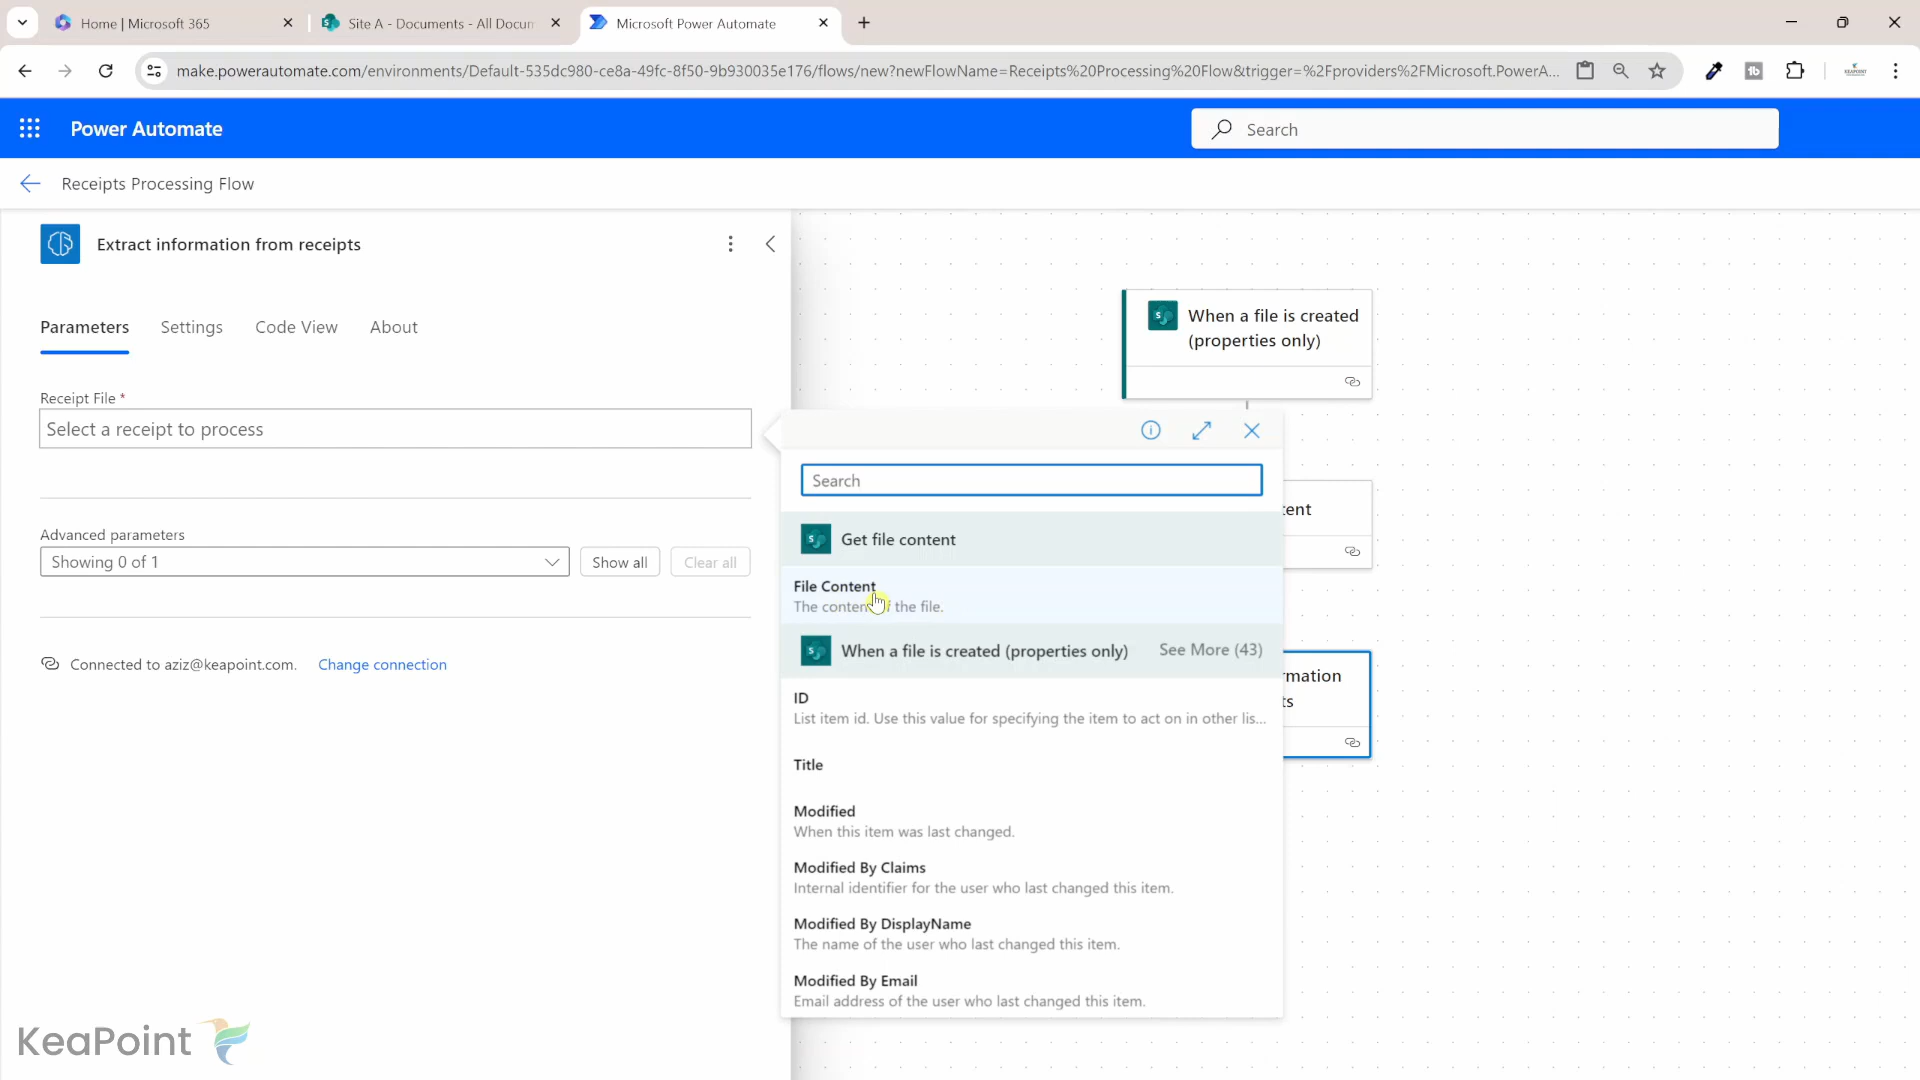 Home | Microsoft 365
Site A - Documents - All Docum
Microsoft Power Automate
make.powerautomate.com/environments/Default-535dc980-ce8a-49fc-8f50-9b930035e176/flows/new?newFlowName=Receipts%20Processing%20Flow&trigger=%2Fproviders%2FMicrosoft.PowerA...
Power Automate
Search
Receipts Processing Flow
Extract information from receipts
Parameters
Settings
Code View
About
Receipt File *
Select a receipt to process
Advanced parameters
Showing 0 of 1
Show all
Clear all
Connected to aziz@keapoint.com.
Change connection
When a file is created
(properties only)
tent
rmation
ts
Search
Get file content
File Content
The content of the file.
When a file is created (properties only)
See More (43)
ID
List item id. Use this value for specifying the item to act on in other lis...
Title
Modified
When this item was last changed.
Modified By Claims
Internal identifier for the user who last changed this item.
Modified By DisplayName
The name of the user who last changed this item.
Modified By Email
Email address of the user who last changed this item.
KeaPoint